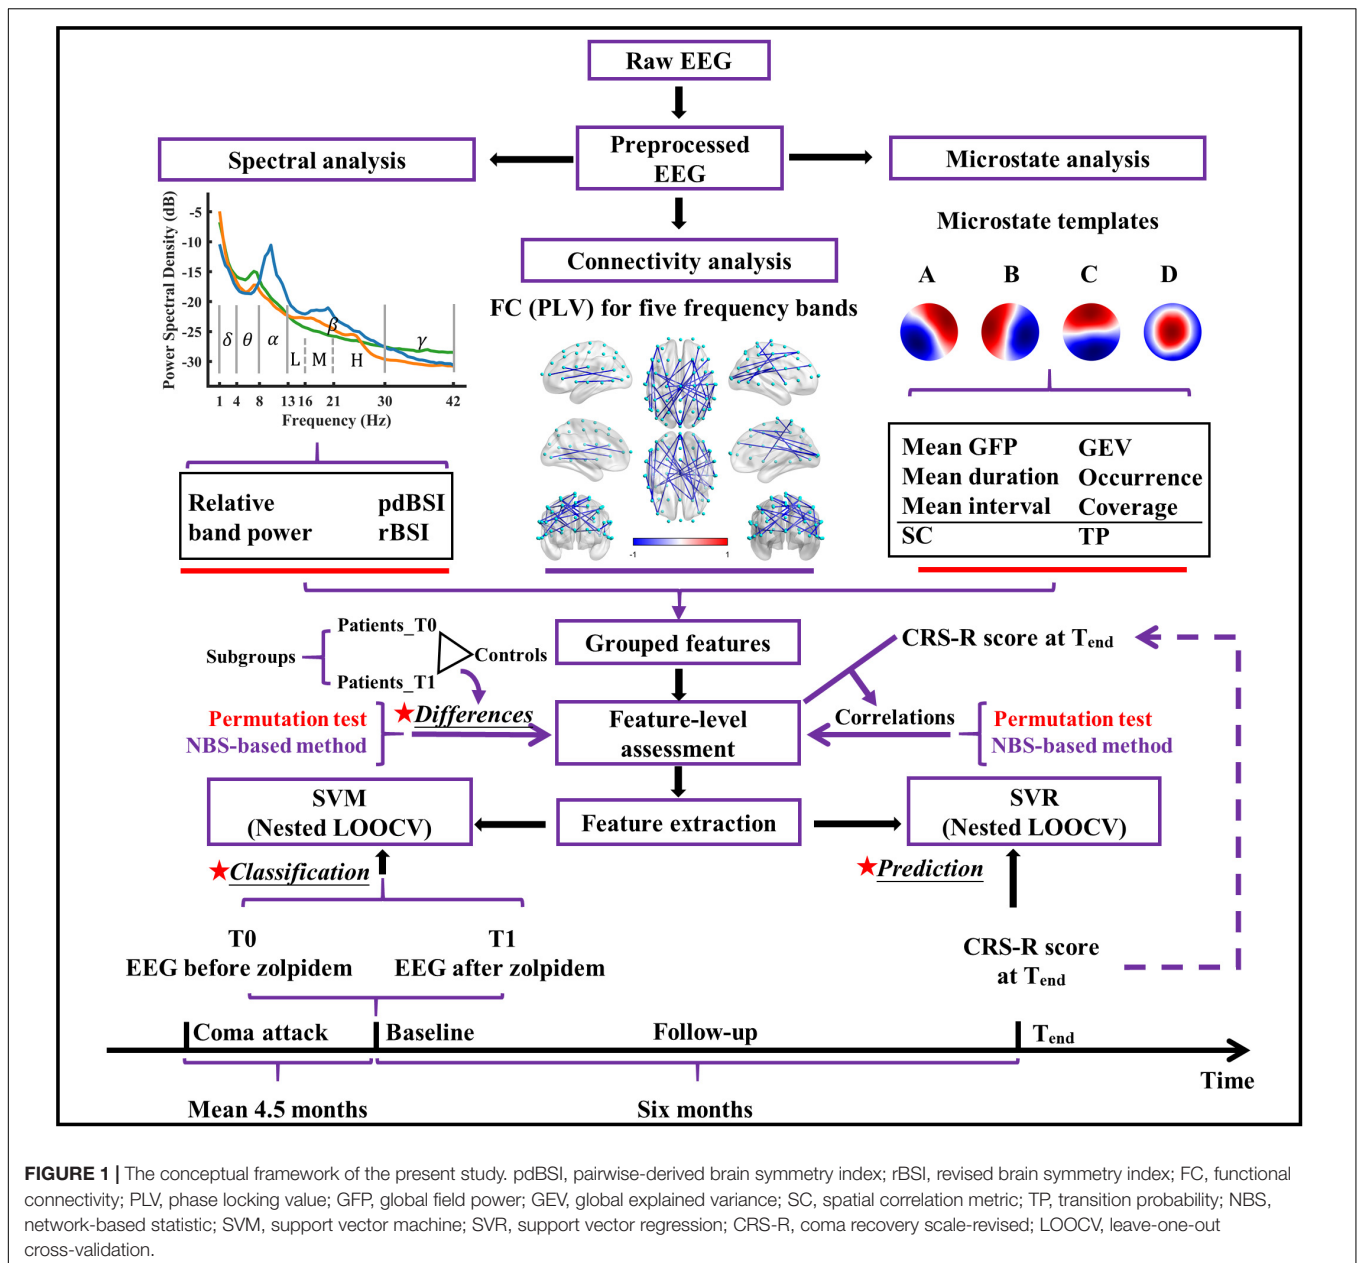 Raw EEG
Preprocessed
EEG
Spectral analysis
Microstate analysis
Connectivity analysis
Power Spectral Density (dB)
-5
-10
-15
-20
-25
-30
δ θ α β γ
L M H
1 4 8 13 16 21 30 42
Frequency (Hz)
FC (PLV) for five frequency bands
-1 1
Microstate templates
A B C D
Relative pdBSI
band power rBSI
Mean GFP GEV
Mean duration Occurrence
Mean interval Coverage
SC TP
Grouped features
Subgroups
Patients_T0
Patients_T1
Controls
CRS-R score at Tend
Permutation test
NBS-based method
★Differences
Feature-level
assessment
Correlations
Permutation test
NBS-based method
SVM
(Nested LOOCV)
Feature extraction
SVR
(Nested LOOCV)
★Classification
★Prediction
T0
EEG before zolpidem
T1
EEG after zolpidem
CRS-R score
at Tend
Coma attack Baseline Follow-up Tend
Time
Mean 4.5 months Six months
FIGURE 1 | The conceptual framework of the present study. pdBSI, pairwise-derived brain symmetry index; rBSI, revised brain symmetry index; FC, functional
connectivity; PLV, phase locking value; GFP, global field power; GEV, global explained variance; SC, spatial correlation metric; TP, transition probability; NBS,
network-based statistic; SVM, support vector machine; SVR, support vector regression; CRS-R, coma recovery scale-revised; LOOCV, leave-one-out
cross-validation.